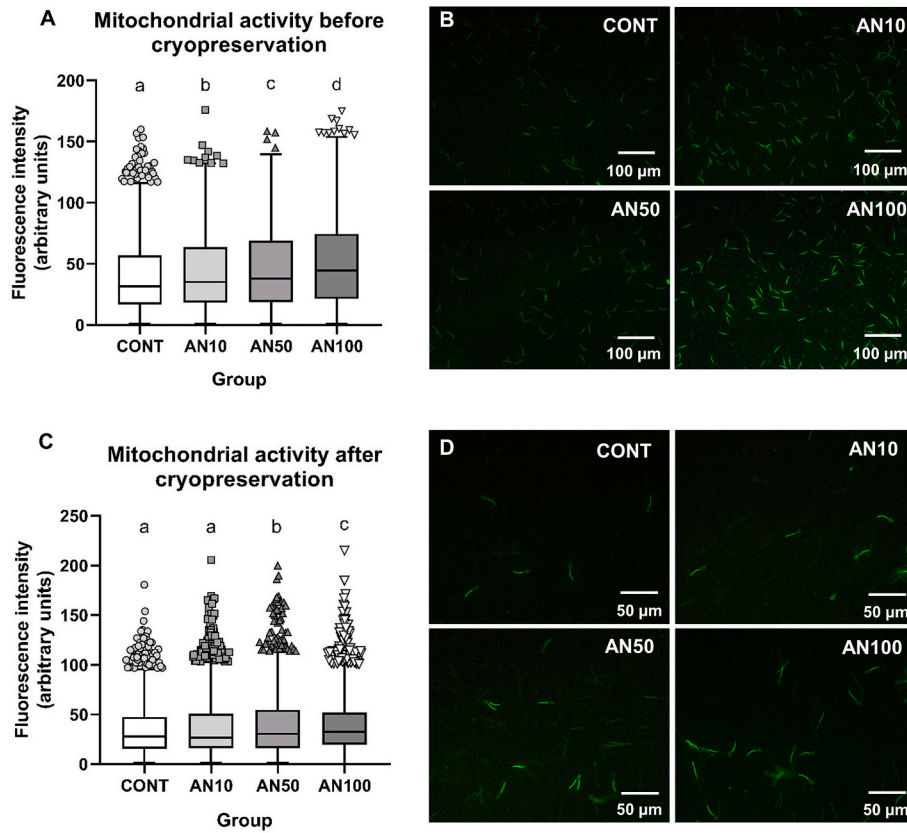 A
Mitochondrial activity before
cryopreservation
Fluorescence intensity
(arbitrary units)
200
150
100
50
0
a b c d
CONT AN10 AN50 AN100
Group
B
CONT
100 µm
AN10
100 µm
AN50
100 µm
AN100
100 µm
C
Mitochondrial activity after
cryopreservation
Fluorescence intensity
(arbitrary units)
250
200
150
100
50
0
a a b c
CONT AN10 AN50 AN100
Group
D
CONT
50 µm
AN10
50 µm
AN50
50 µm
AN100
50 µm